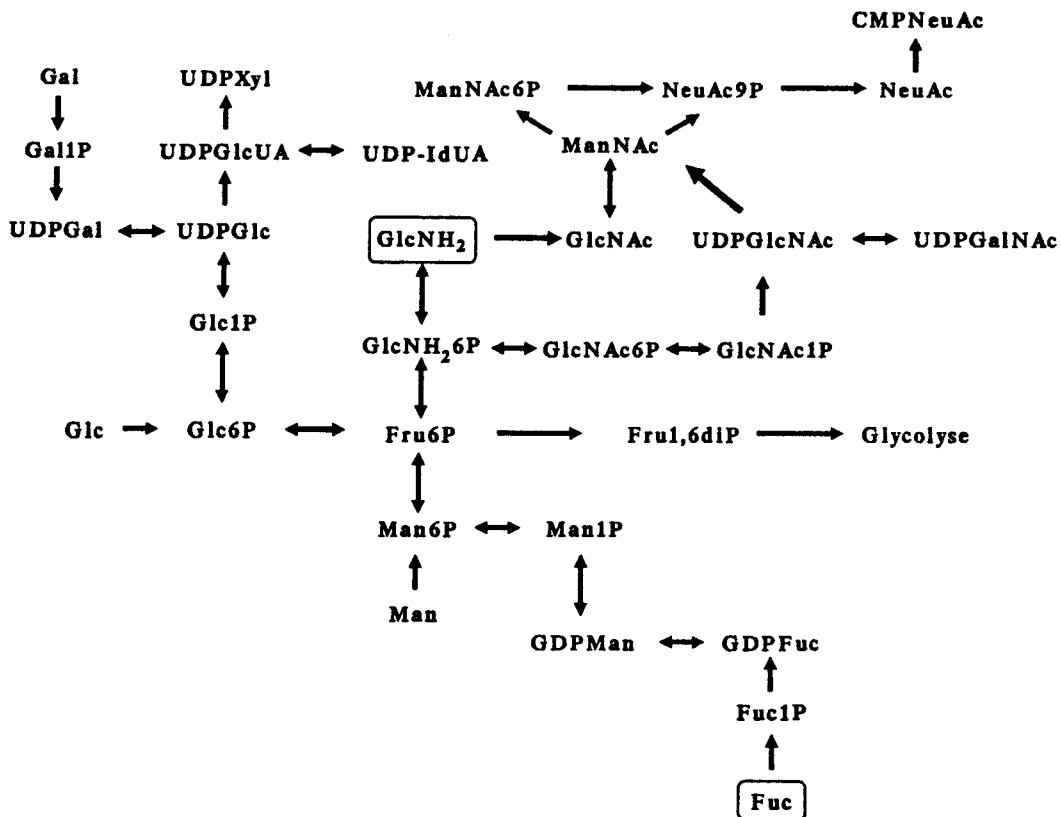 CMPNeuAc
Gal UDPXyl ManNAc6P NeuAc9P NeuAc
Gal1P UDPGlcUA UDP-IdUA ManNAc
UDPGal UDPGlc GlcNH2 GlcNAc UDPGlcNAc UDPGalNAc
Glc1P GlcNH26P GlcNAc6P GlcNAc1P
Glc Glc6P Fru6P Fru1,6diP Glycolyse
Man6P Man1P
Man
GDPMan GDPFuc
Fuc1P
Fuc